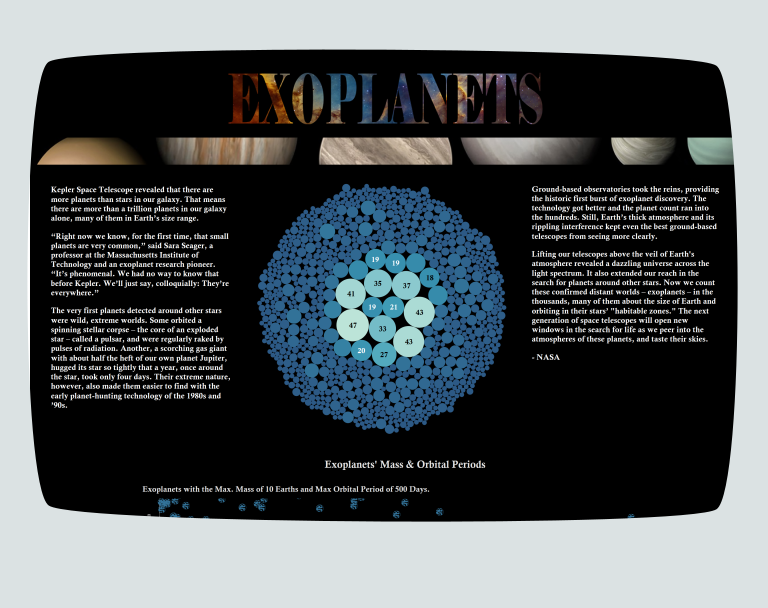 EXOPLANETS
Kepler Space Telescope revealed that there are
more planets than stars in our galaxy. That means
there are more than a trillion planets in our galaxy
alone, many of them in Earth's size range.
“Right now we know, for the first time, that small
planets are very common,” said Sara Seager, a
professor at the Massachusetts Institute of
Technology and an exoplanet research pioneer.
“It's phenomenal. We had no way to know that
before Kepler. We'll just say, colloquially: They're
everywhere.”
The very first planets detected around other stars
were wild, extreme worlds. Some orbited a
spinning stellar corpse – the core of an exploded
star – called a pulsar, and were regularly raked by
pulses of radiation. Another, a scorching gas giant
with about half the heft of our own planet Jupiter,
hugged its star so tightly that a year, once around
the star, took only four days. Their extreme nature,
however, also made them easier to find with the
early planet-hunting technology of the 1980s and
'90s.
19
19
18
35
37
41
19
21
43
47
33
43
20
27
Ground-based observatories took the reins, providing
the historic first burst of exoplanet discovery. The
technology got better and the planet count ran into
the hundreds. Still, Earth's thick atmosphere and its
rippling interference kept even the best ground-based
telescopes from seeing more clearly.
Lifting our telescopes above the veil of Earth's
atmosphere revealed a dazzling universe across the
light spectrum. It also extended our reach in the
search for planets around other stars. Now we count
these confirmed distant worlds – exoplanets – in the
thousands, many of them about the size of Earth and
orbiting in their stars' "habitable zones." The next
generation of space telescopes will open new
windows in the search for life as we peer into the
atmospheres of these planets, and taste their skies.
- NASA
Exoplanets' Mass & Orbital Periods
Exoplanets with the Max. Mass of 10 Earths and Max Orbital Period of 500 Days.